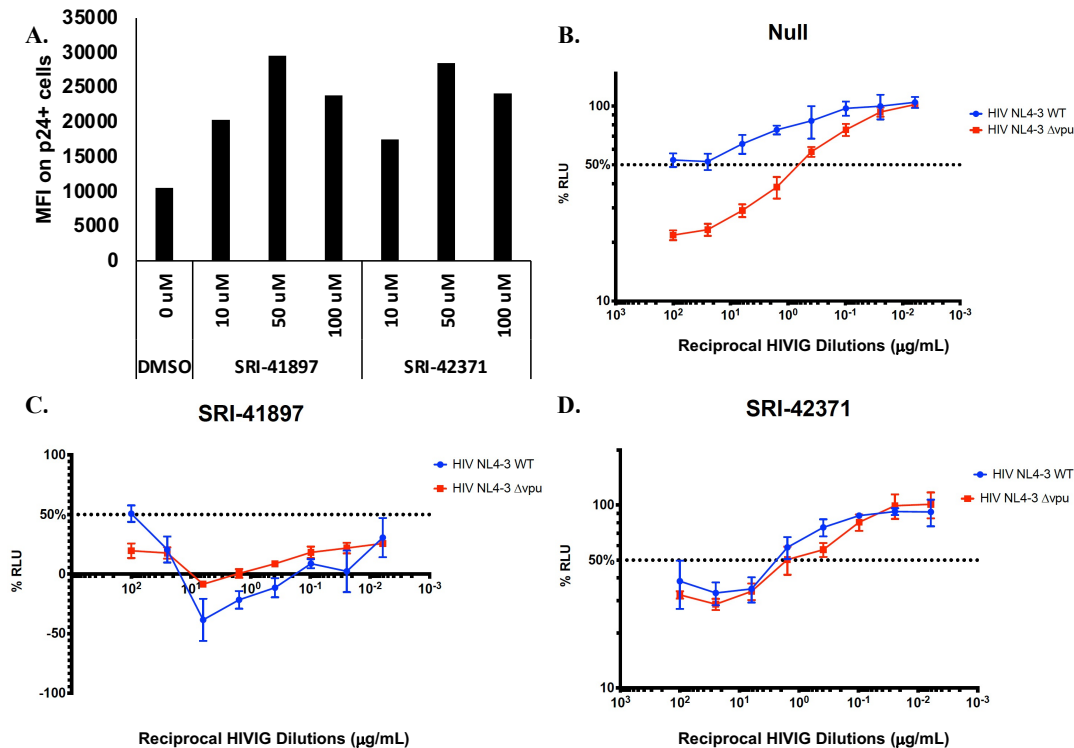 A.
MFI on p24+ cells
35000
30000
25000
20000
15000
10000
5000
0
0 uM
10 uM
50 uM
100 uM
10 uM
50 uM
100 uM
DMSO
SRI-41897
SRI-42371
B.
Null
HIV NL4-3 WT
HIV NL4-3 Δvpu
% RLU
100
50%
10
10³ 10² 10¹ 10⁰ 10⁻¹ 10⁻² 10⁻³
Reciprocal HIVIG Dilutions (µg/mL)
C.
SRI-41897
HIV NL4-3 WT
HIV NL4-3 Δvpu
% RLU
100
50%
0
-50
-100
10² 10¹ 10⁰ 10⁻¹ 10⁻² 10⁻³
Reciprocal HIVIG Dilutions (µg/mL)
D.
SRI-42371
HIV NL4-3 WT
HIV NL4-3 Δvpu
% RLU
100
50%
10
10³ 10² 10¹ 10⁰ 10⁻¹ 10⁻² 10⁻³
Reciprocal HIVIG Dilutions (µg/mL)